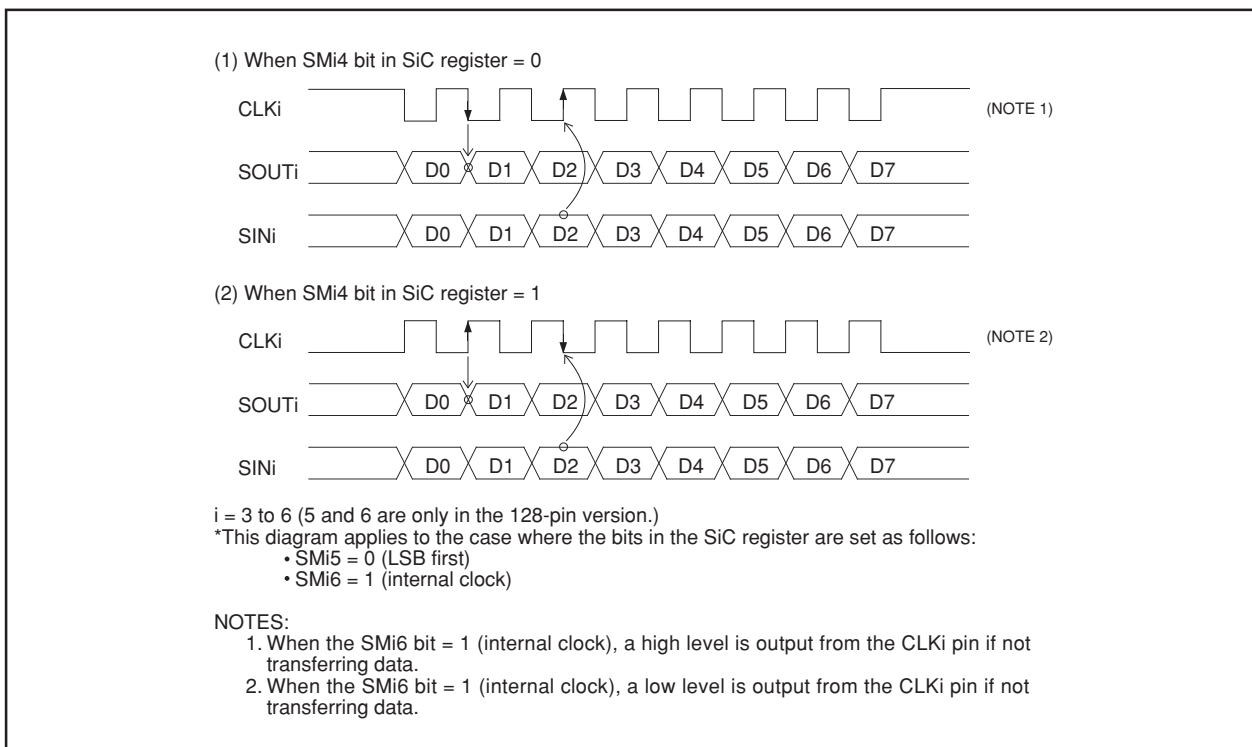 (1) When SMi4 bit in SiC register = 0
CLKi
(NOTE 1)
SOUTi D0 D1 D2 D3 D4 D5 D6 D7
SINi D0 D1 D2 D3 D4 D5 D6 D7
(2) When SMi4 bit in SiC register = 1
CLKi
(NOTE 2)
SOUTi D0 D1 D2 D3 D4 D5 D6 D7
SINi D0 D1 D2 D3 D4 D5 D6 D7
i = 3 to 6 (5 and 6 are only in the 128-pin version.)
*This diagram applies to the case where the bits in the SiC register are set as follows:
• SMi5 = 0 (LSB first)
• SMi6 = 1 (internal clock)
NOTES:
1. When the SMi6 bit = 1 (internal clock), a high level is output from the CLKi pin if not
transferring data.
2. When the SMi6 bit = 1 (internal clock), a low level is output from the CLKi pin if not
transferring data.